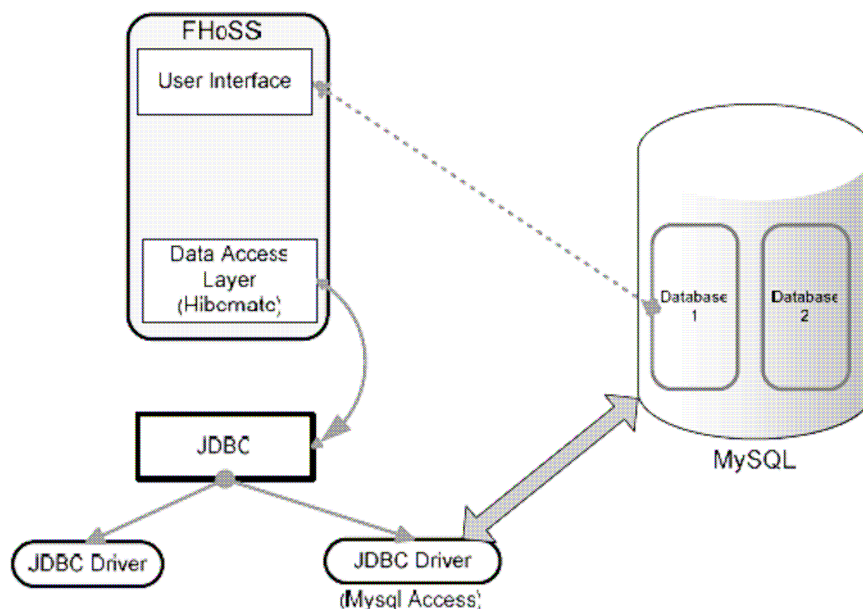 FHoSS
User Interface
Data Access
Layer
(Hibernate)
Database
1
Database
2
MySQL
JDBC
JDBC Driver
JDBC Driver
(Mysql Access)